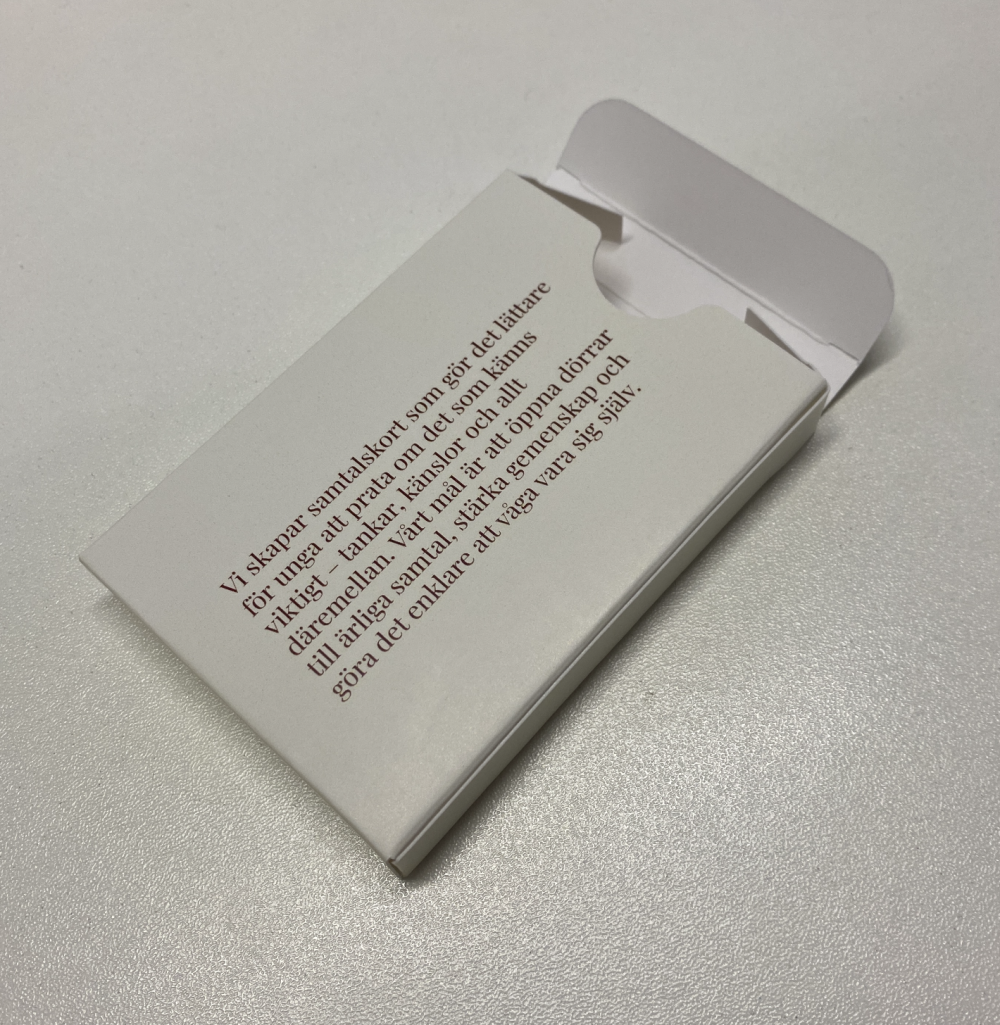 Vi skapar samtalskort som gör det lättare
för unga att prata om det som känns
viktigt – tankar, känslor och allt
däremellan. Vårt mål är att öppna dörrar
till ärliga samtal, stärka gemenskap och
göra det enklare att våga vara sig själv.